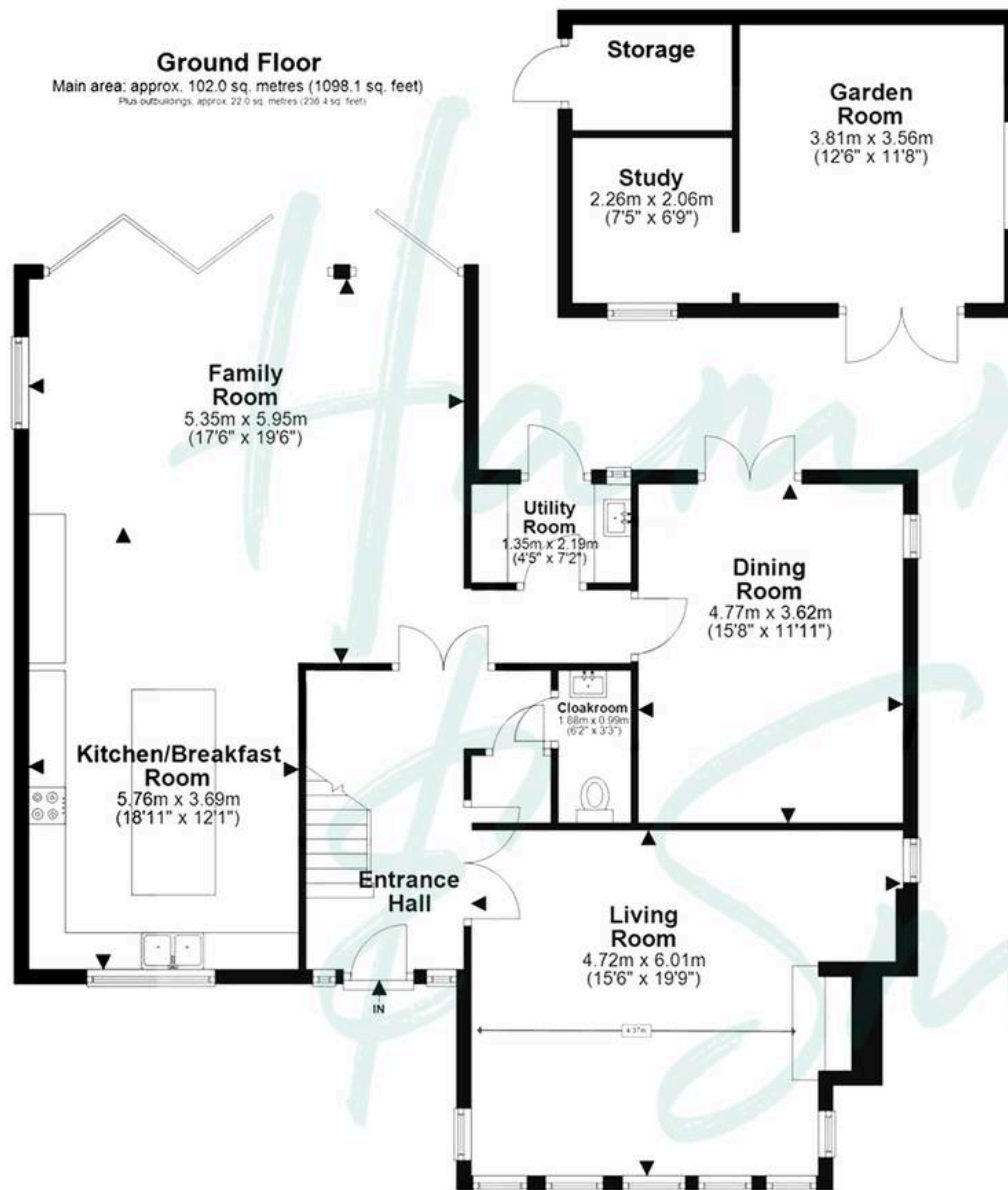 Ground Floor
Main area: approx. 102.0 sq. metres (1098.1 sq. feet)
Plus outbuildings, approx. 22.0 sq. metres (236.4 sq. feet)
Storage
Garden
Room
3.81m x 3.56m
(12'6" x 11'8")
Study
2.26m x 2.06m
(7'5" x 6'9")
Family
Room
5.35m x 5.95m
(17'6" x 19'6")
Utility
Room
1.35m x 2.19m
(4'5" x 7'2")
Dining
Room
4.77m x 3.62m
(15'8" x 11'11")
Cloakroom
1.88m x 0.99m
(6'2" x 3'3")
Kitchen/Breakfast
Room
5.76m x 3.69m
(18'11" x 12'1")
Entrance
Hall
Living
Room
4.72m x 6.01m
(15'6" x 19'9")
4.37m
IN